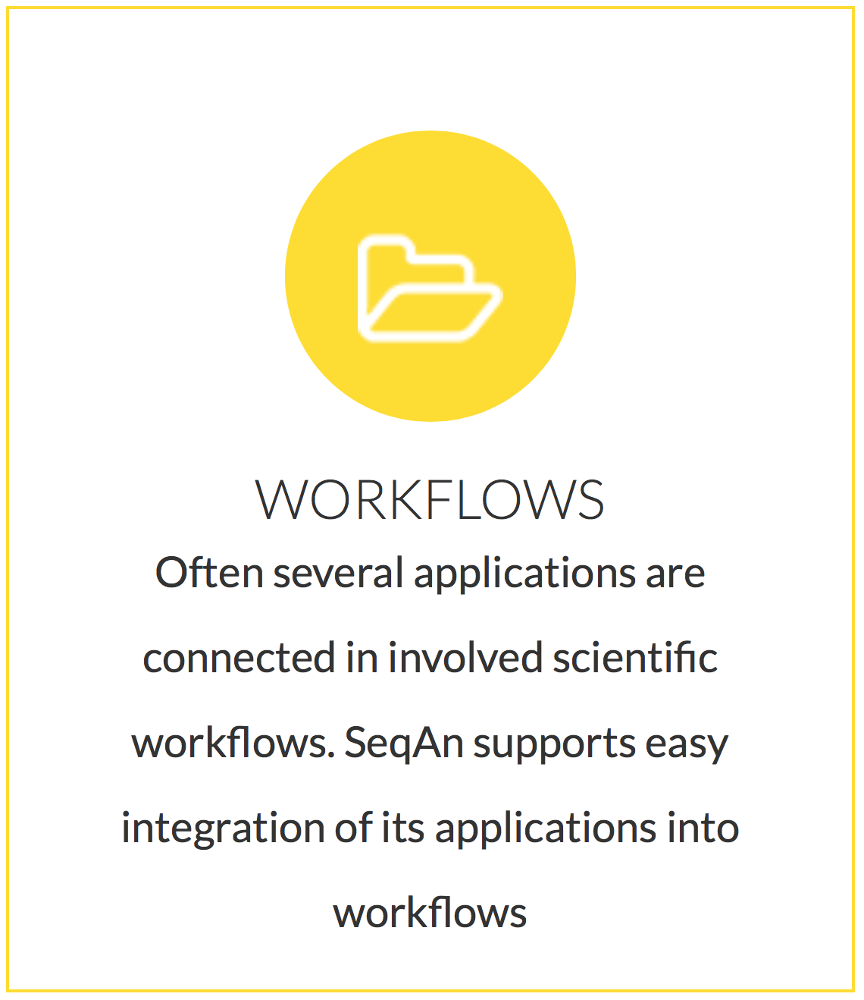 WORKFLOWS
Often several applications are
connected in involved scientific
workflows. SeqAn supports easy
integration of its applications into
workflows